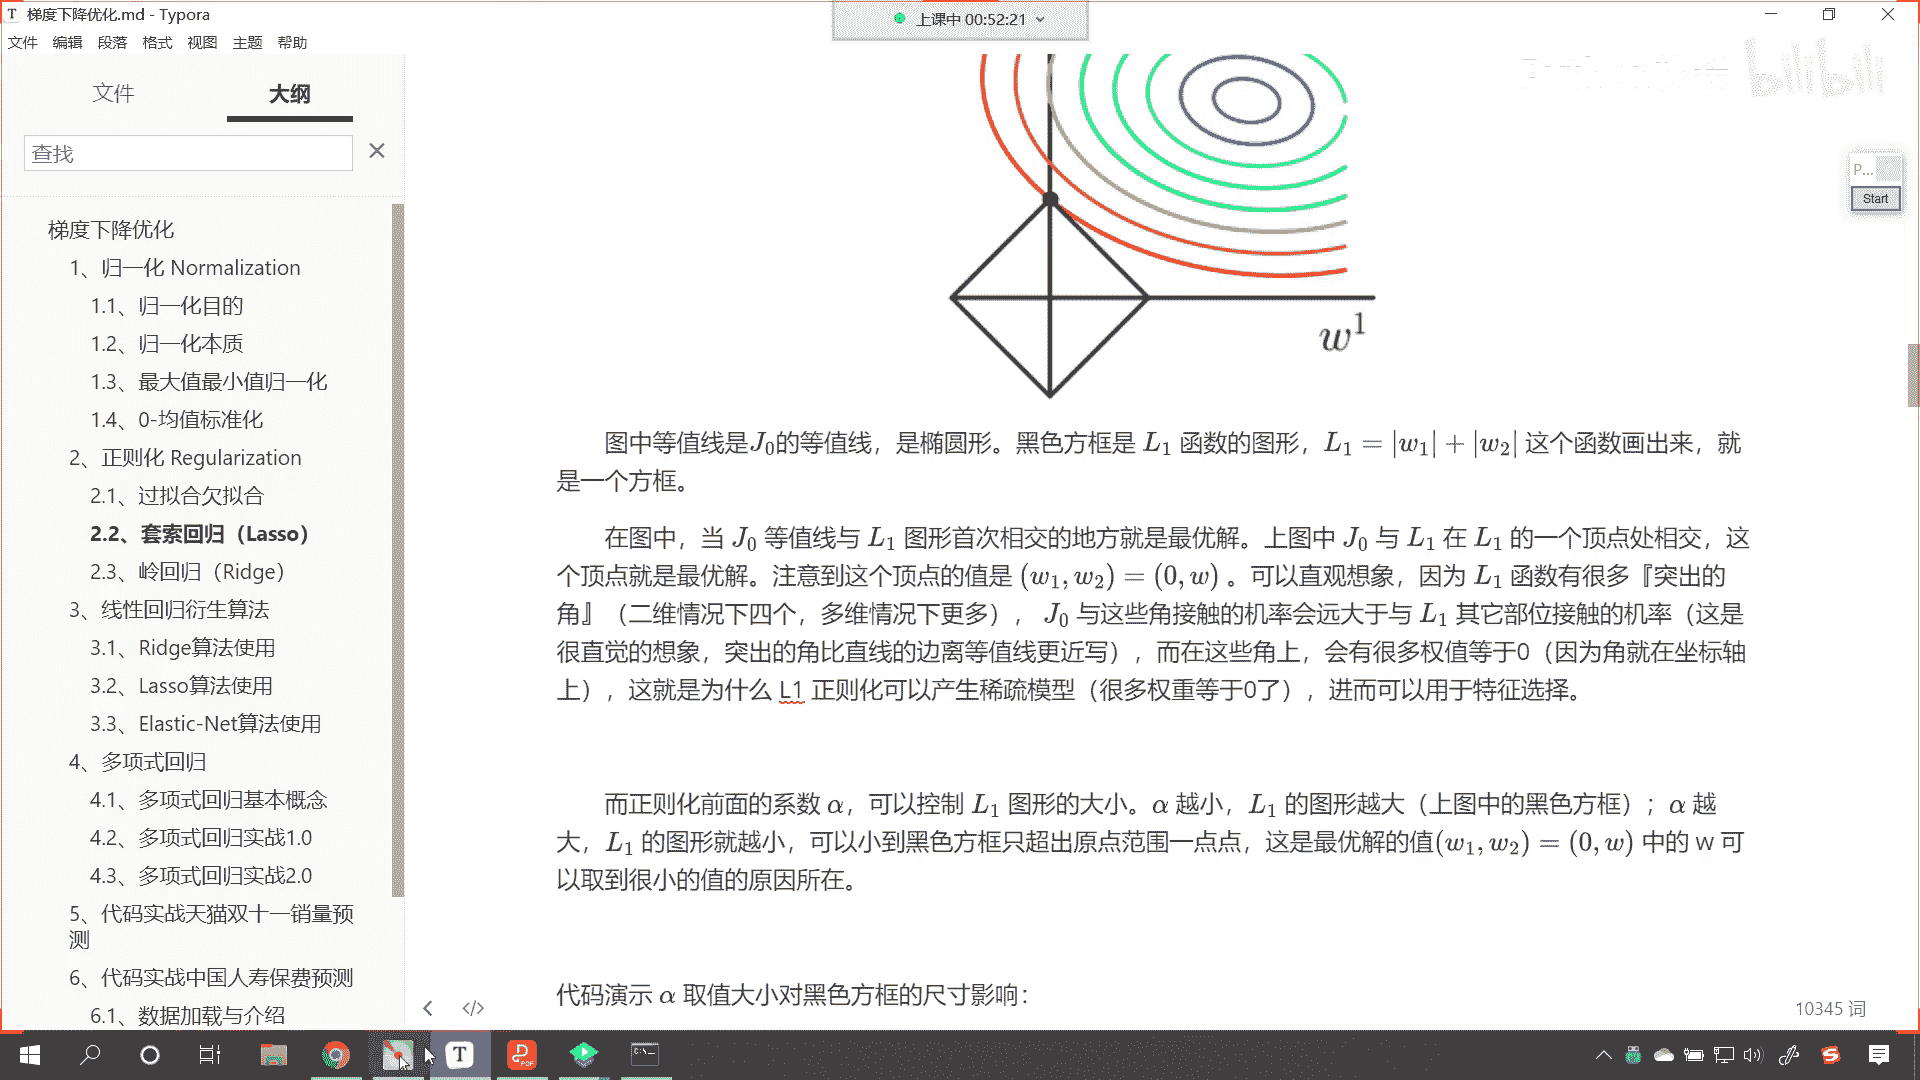 梯度下降优化.md - Typora
上课中 00:52:21
文件 编辑 段落 格式 视图 主题 帮助
bilibili
文件 大纲
查找
P...
Start
梯度下降优化
1、归一化 Normalization
1.1、归一化目的
1.2、归一化本质
1.3、最大值最小值归一化
1.4、0-均值标准化
2、正则化 Regularization
2.1、过拟合欠拟合
2.2、套索回归（Lasso）
2.3、岭回归（Ridge）
3、线性回归衍生算法
3.1、Ridge算法使用
3.2、Lasso算法使用
3.3、Elastic-Net算法使用
4、多项式回归
4.1、多项式回归基本概念
4.2、多项式回归实战1.0
4.3、多项式回归实战2.0
5、代码实战天猫双十一销量预
测
6、代码实战中国人寿保费预测
6.1、数据加载与介绍
w¹
图中等值线是J₀的等值线，是椭圆形。黑色方框是 L₁ 函数的图形，L₁ = |w₁| + |w₂| 这个函数画出来，就
是一个方框。
在图中，当 J₀ 等值线与 L₁ 图形首次相交的地方就是最优解。上图中 J₀ 与 L₁ 在 L₁ 的一个顶点处相交，这
个顶点就是最优解。注意到这个顶点的值是 (w₁, w₂) = (0, w) 。可以直观想象，因为 L₁ 函数有很多『突出的
角』（二维情况下四个，多维情况下更多）， J₀ 与这些角接触的机率会远大于与 L₁ 其它部位接触的机率（这是
很直觉的想象，突出的角比直线的边离等值线更近写），而在这些角上，会有很多权值等于0（因为角就在坐标轴
上），这就是为什么 L1 正则化可以产生稀疏模型（很多权重等于0了），进而可以用于特征选择。
而正则化前面的系数 α，可以控制 L₁ 图形的大小。α 越小，L₁ 的图形越大（上图中的黑色方框）；α 越
大，L₁ 的图形就越小，可以小到黑色方框只超出原点范围一点点，这是最优解的值(w₁, w₂) = (0, w) 中的 w 可
以取到很小的值的原因所在。
代码演示 α 取值大小对黑色方框的尺寸影响：
10345 词